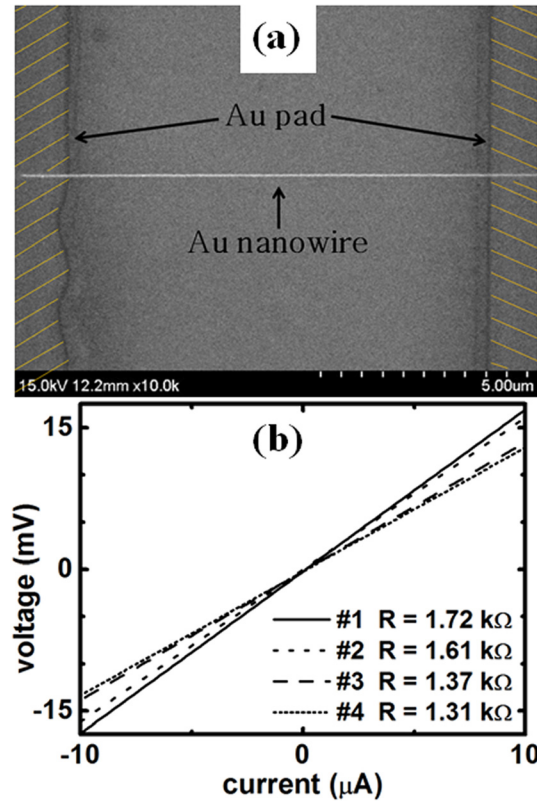 (a)
Au pad
Au nanowire
15.0kV 12.2mm x10.0k 5.00um
(b)
15
0
-15
voltage (mV)
#1 R = 1.72 kΩ
#2 R = 1.61 kΩ
#3 R = 1.37 kΩ
#4 R = 1.31 kΩ
-10 0 10
current (μA)